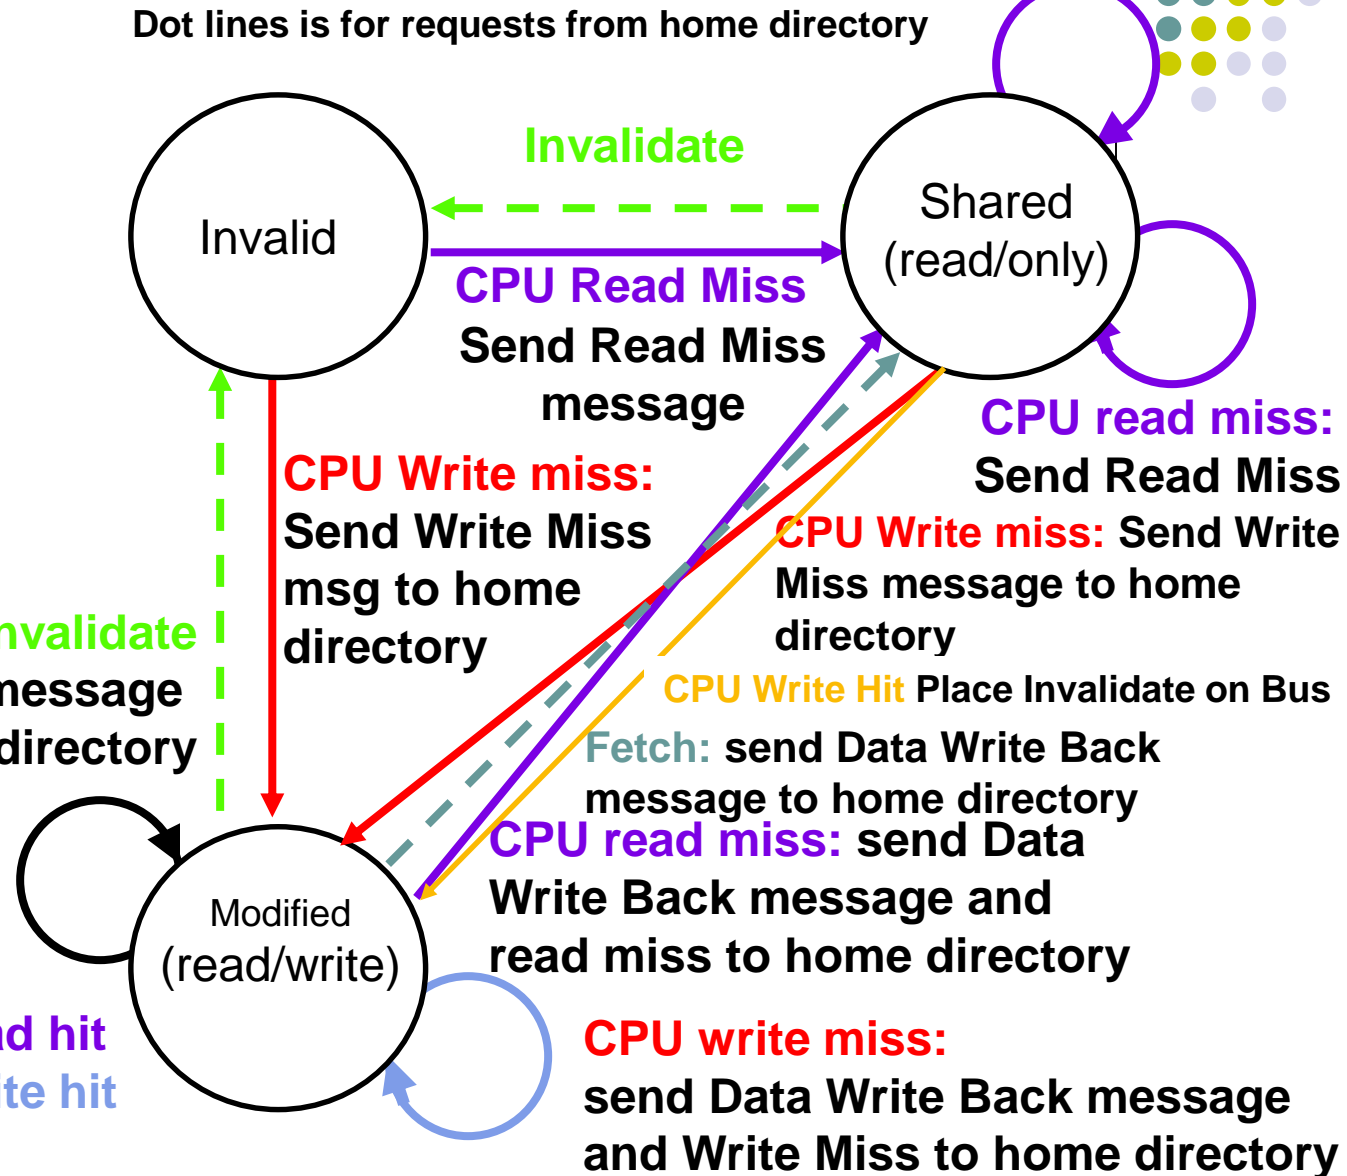 Dot lines is for requests from home directory
Invalidate
Invalid
Shared
(read/only)
CPU Read Miss
Send Read Miss
message
CPU read miss:
Send Read Miss
CPU Write miss:
Send Write Miss
msg to home
directory
CPU Write miss: Send Write
Miss message to home
directory
nvalidate
message
directory
CPU Write Hit Place Invalidate on Bus
Fetch: send Data Write Back
message to home directory
CPU read miss: send Data
Write Back message and
read miss to home directory
Modified
(read/write)
hit
hit
CPU write miss:
send Data Write Back message
and Write Miss to home directory